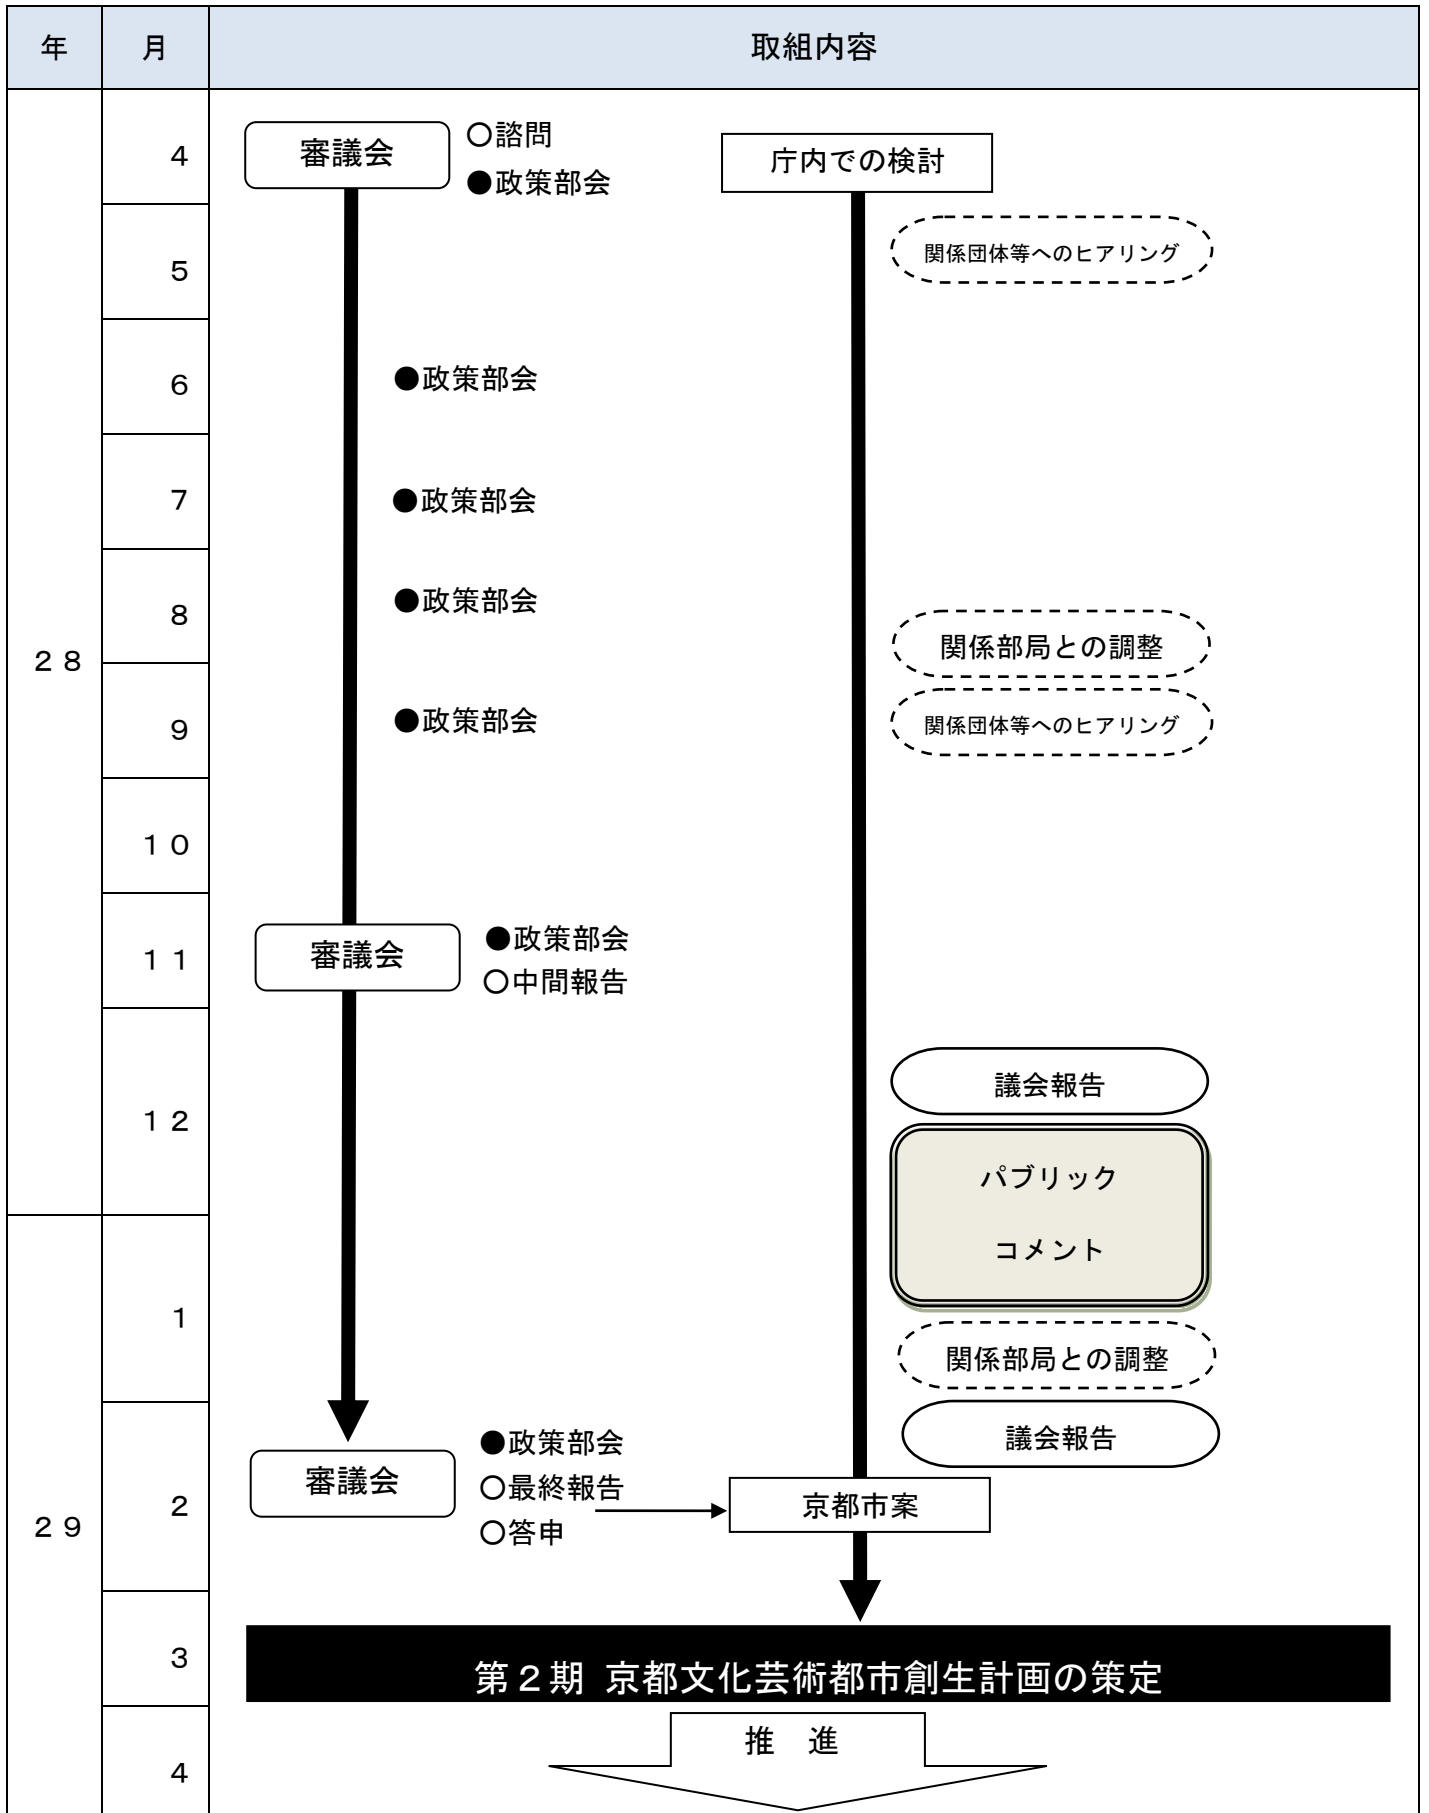 年 月 取組内容
28
4
審議会
〇諮問
●政策部会
庁内での検討
5
関係団体等へのヒアリング
6
●政策部会
7
●政策部会
8
●政策部会
関係部局との調整
9
●政策部会
関係団体等へのヒアリング
10
11
審議会
●政策部会
〇中間報告
12
議会報告
パブリック
コメント
29
1
関係部局との調整
議会報告
2
審議会
●政策部会
〇最終報告
〇答申
京都市案
3
第2期 京都文化芸術都市創生計画の策定
4
推 進